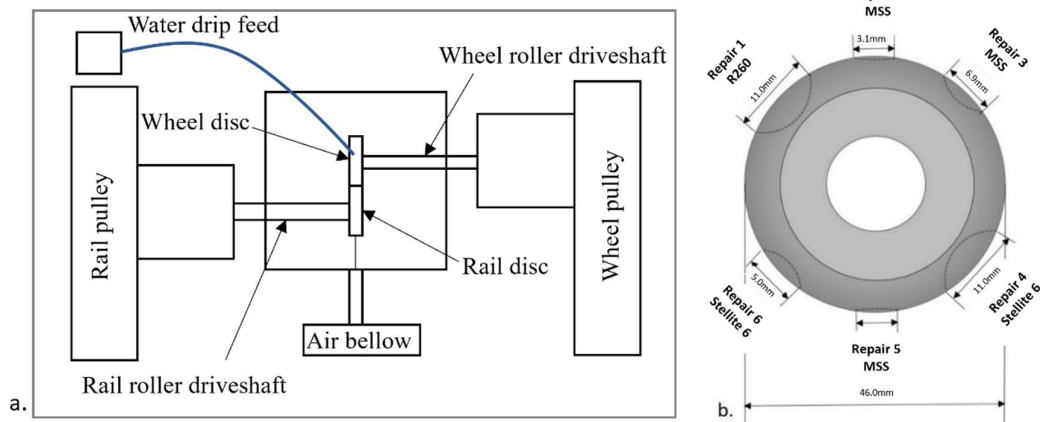 Water drip feed
Wheel roller driveshaft
Wheel disc
Rail pulley
Wheel pulley
Rail disc
Air bellow
Rail roller driveshaft
a.
MSS
3.1mm
Repair 1
R260
11.0mm
Repair 3
MSS
6.9mm
Repair 6
Stellite 6
5.0mm
Repair 4
Stellite 6
11.0mm
Repair 5
MSS
46.0mm
b.